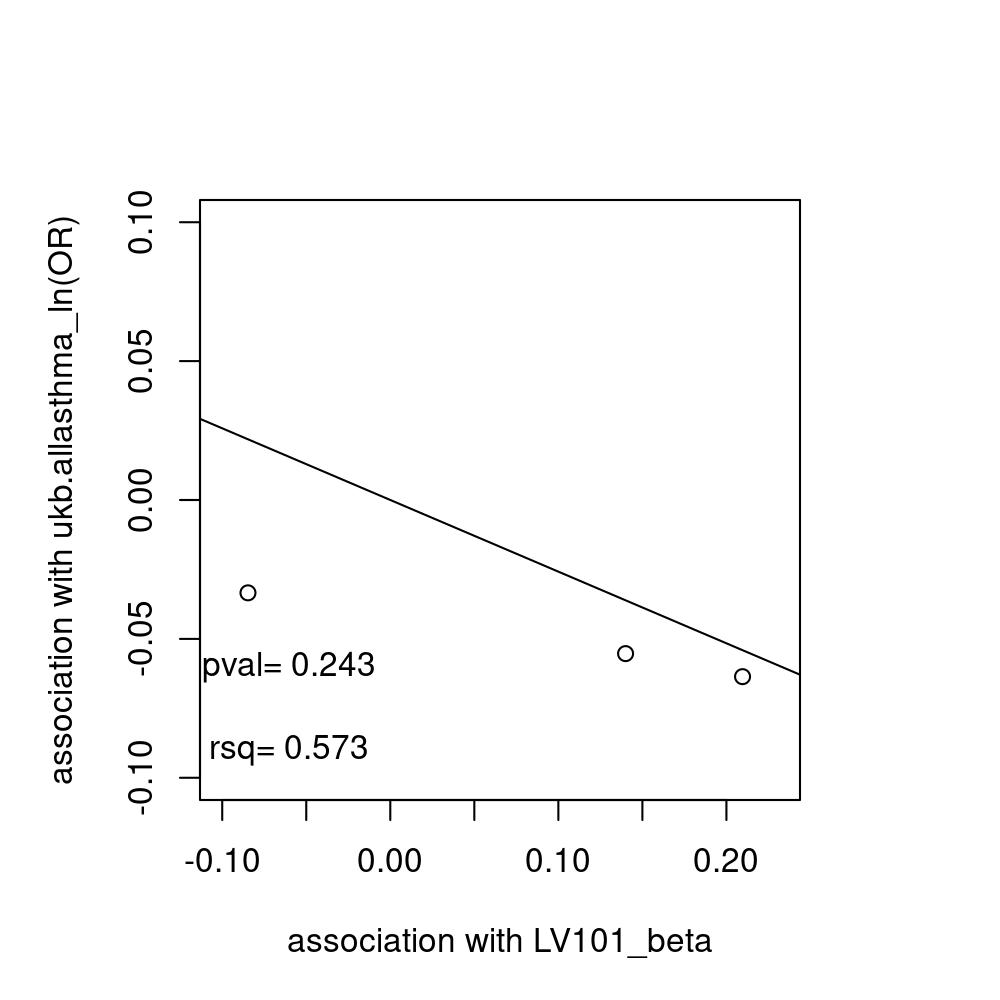 association with ukb.allasthma_ln(OR)
0.10
0.05
0.00
-0.05
-0.10
pval= 0.243
rsq= 0.573
-0.10 0.00 0.10 0.20
association with LV101_beta